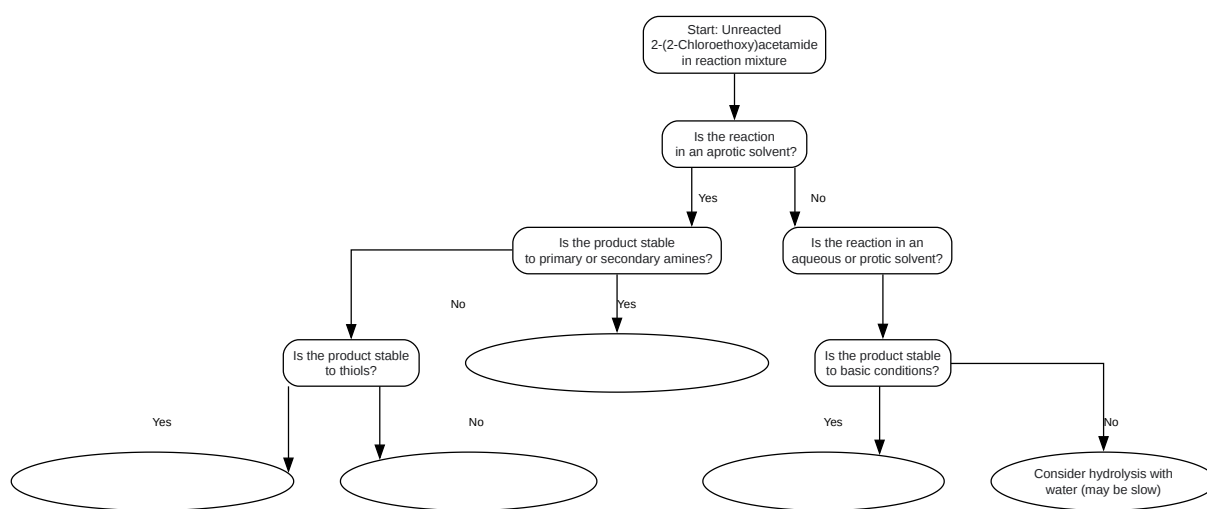 Start: Unreacted
2-(2-Chloroethoxy)acetamide
in reaction mixture
Is the reaction
in an aprotic solvent?
Yes
No
Is the product stable
to primary or secondary amines?
Is the reaction in an
aqueous or protic solvent?
No
Yes
Is the product stable
to thiols?
Is the product stable
to basic conditions?
Yes
No
Yes
No
Consider hydrolysis with
water (may be slow)